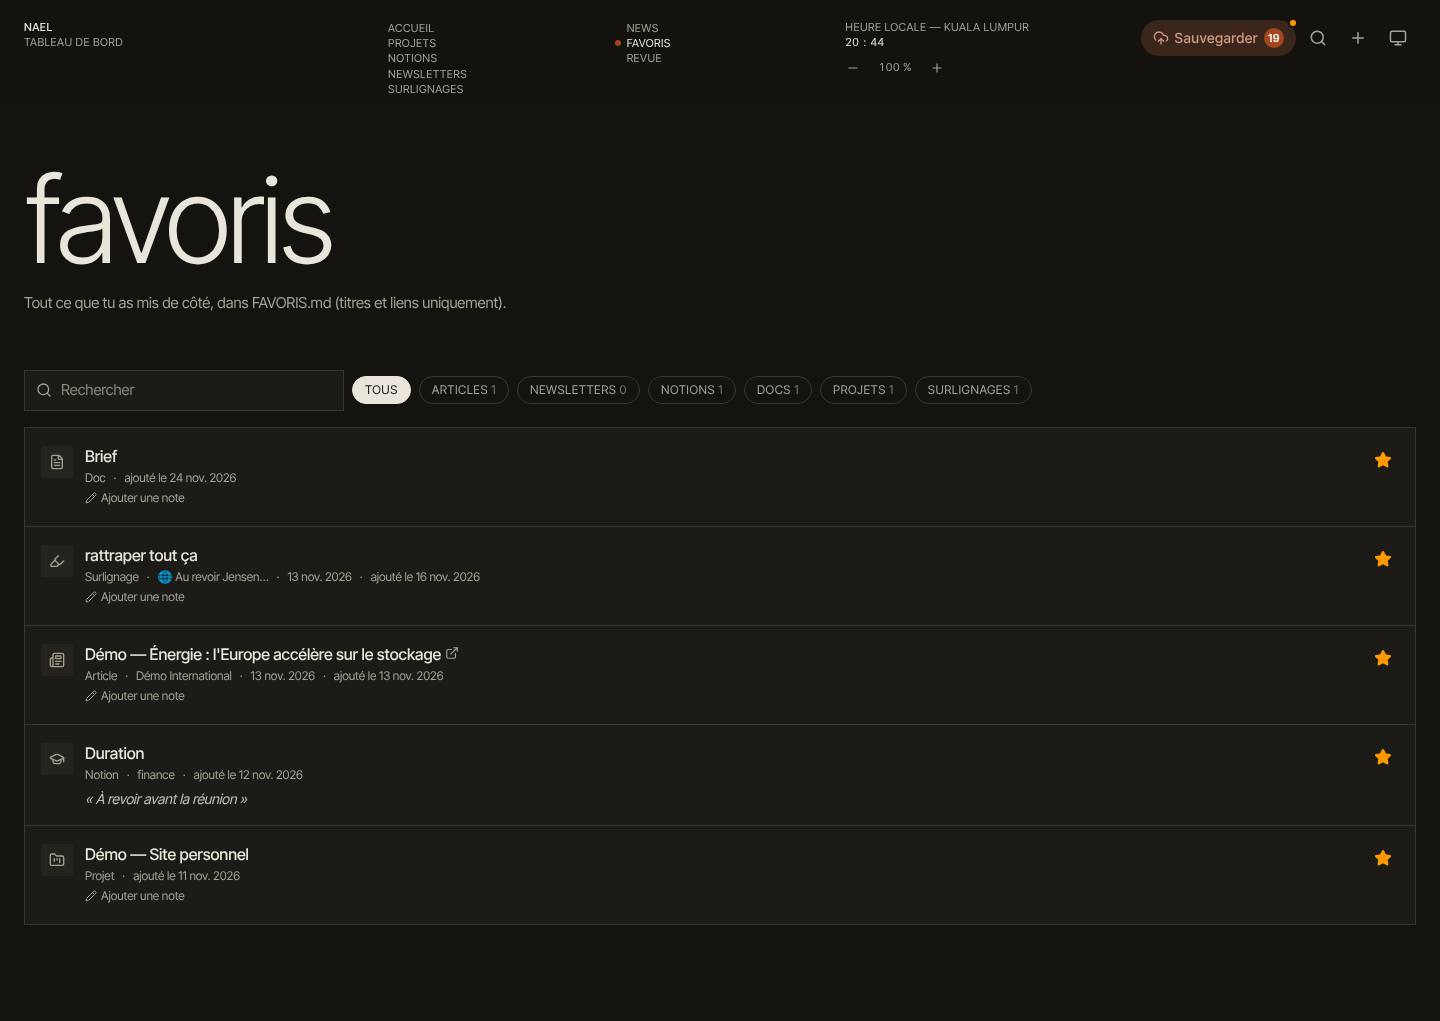 NAEL
TABLEAU DE BORD
ACCUEIL
PROJETS
NOTIONS
NEWSLETTERS
SURLIGNAGES
NEWS
FAVORIS
REVUE
HEURE LOCALE — KUALA LUMPUR
20 : 44
— 100 % +
Sauvegarder 19
favoris
Tout ce que tu as mis de côté, dans FAVORIS.md (titres et liens uniquement).
Rechercher
TOUS
ARTICLES 1
NEWSLETTERS 0
NOTIONS 1
DOCS 1
PROJETS 1
SURLIGNAGES 1
Brief
Doc · ajouté le 24 nov. 2026
Ajouter une note
rattraper tout ça
Surlignage · 🌐 Au revoir Jensen… · 13 nov. 2026 · ajouté le 16 nov. 2026
Ajouter une note
Démo — Énergie : l'Europe accélère sur le stockage
Article · Démo International · 13 nov. 2026 · ajouté le 13 nov. 2026
Ajouter une note
Duration
Notion · finance · ajouté le 12 nov. 2026
« À revoir avant la réunion »
Démo — Site personnel
Projet · ajouté le 11 nov. 2026
Ajouter une note